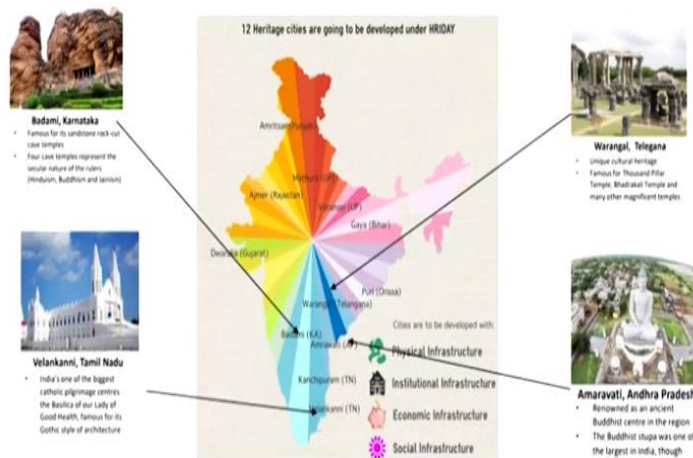 12 Heritage cities are going to be developed under HRIDAY
Badami, Karnataka
• Famous for its sandstone rock-cut
cave temples
• Four cave temples represent the
secular nature of the rulers
(Hinduism, Buddhism and Jainism)
Velankanni, Tamil Nadu
• India's one of the biggest
catholic pilgrimage centres -
the Basilica of our Lady of
Good Health, famous for its
Gothic style of architecture
Amritsar(Punjab)
Mathura (UP)
Ajmer (Rajastan)
Varanasi (UP)
Gaya (Bihar)
Dwaraka (Gujarat)
Puri (Orissa)
Warangal (Telangana)
Badami (KA)
Kanchipuram (TN)
(TN)
Cities are to be developed with:
Physical Infrastructure
Institutional Infrastructure
Economic Infrastructure
Social Infrastructure
Warangal, Telegana
• Unique cultural heritage
• Famous for Thousand Pillar
Temple, Bhadrakali Temple and
many other magnificent temples
Amaravati, Andhra Pradesh
• Renowned as an ancient
Buddhist centre in the region
• The Buddhist stupa was one of
the largest in India, though